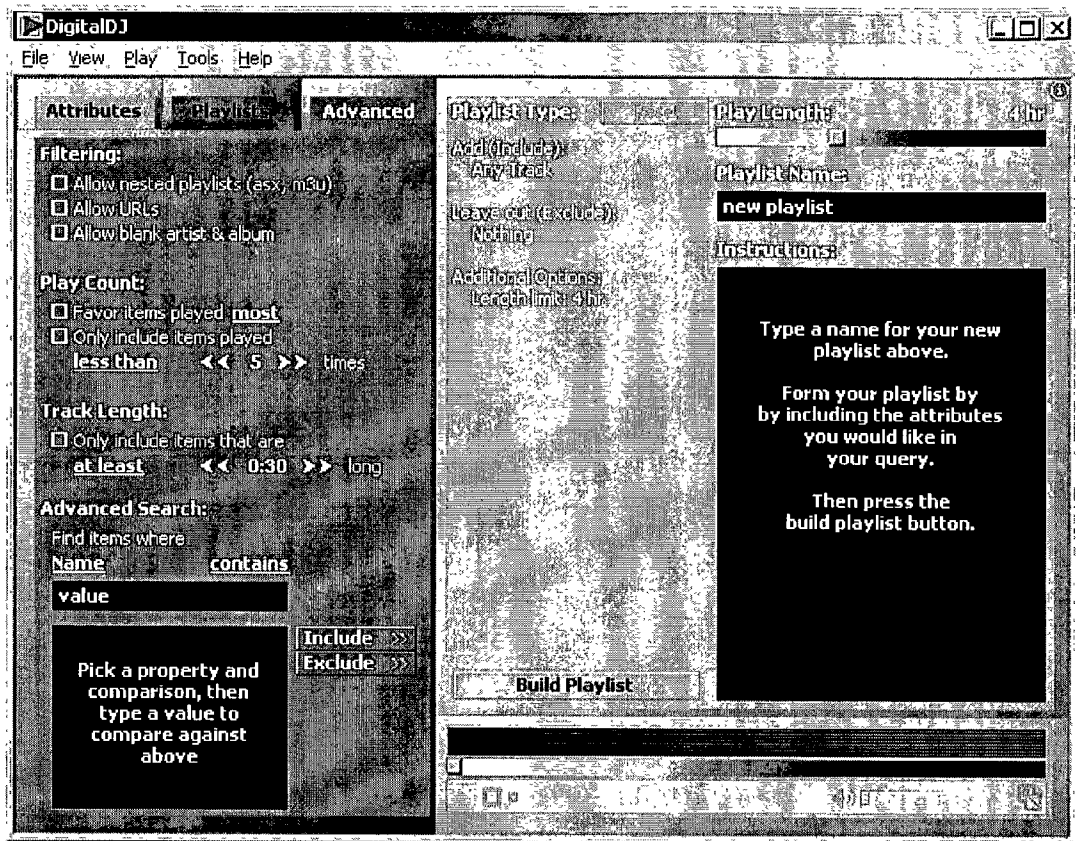 DigitalDJ
File View Play Tools Help
Attributes Playlists Advanced
Filtering:
Allow nested playlists (asx, m3u)
Allow URLs
Allow blank artist & album
Play Count:
Favor items played most
Only include items played
less than << 5 >> times
Track Length:
Only include items that are
at least << 0:30 >> long
Advanced Search:
Find items where
Name contains
value
Pick a property and
comparison, then
type a value to
compare against
above
Include >>
Exclude >>
Playlist Type:
Add (Include):
Any Track
Leave out (Exclude):
Nothing
Additional Options:
Length limit: 4 hr
Build Playlist
Play Length: 4 hr
Playlist Name:
new playlist
Instructions:
Type a name for your new
playlist above.
Form your playlist by
by including the attributes
you would like in
your query.
Then press the
build playlist button.